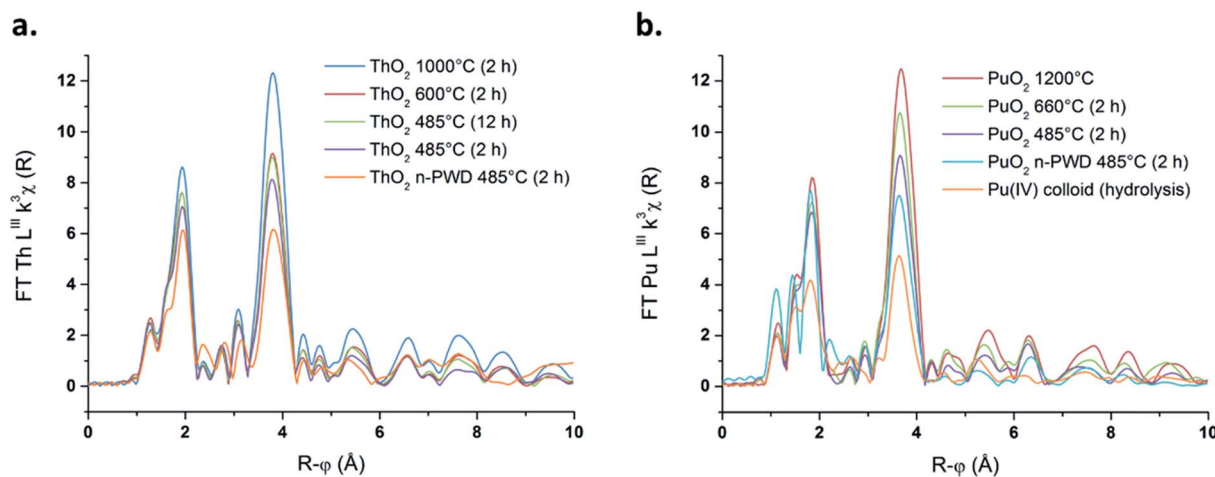 a.
FT Th L^III k³χ (R)
12
10
8
6
4
2
0
ThO₂ 1000°C (2 h)
ThO₂ 600°C (2 h)
ThO₂ 485°C (12 h)
ThO₂ 485°C (2 h)
ThO₂ n-PWD 485°C (2 h)
0 2 4 6 8 10
R-φ (Å)
b.
FT Pu L^III k³χ (R)
12
10
8
6
4
2
0
PuO₂ 1200°C
PuO₂ 660°C (2 h)
PuO₂ 485°C (2 h)
PuO₂ n-PWD 485°C (2 h)
Pu(IV) colloid (hydrolysis)
0 2 4 6 8 10
R-φ (Å)